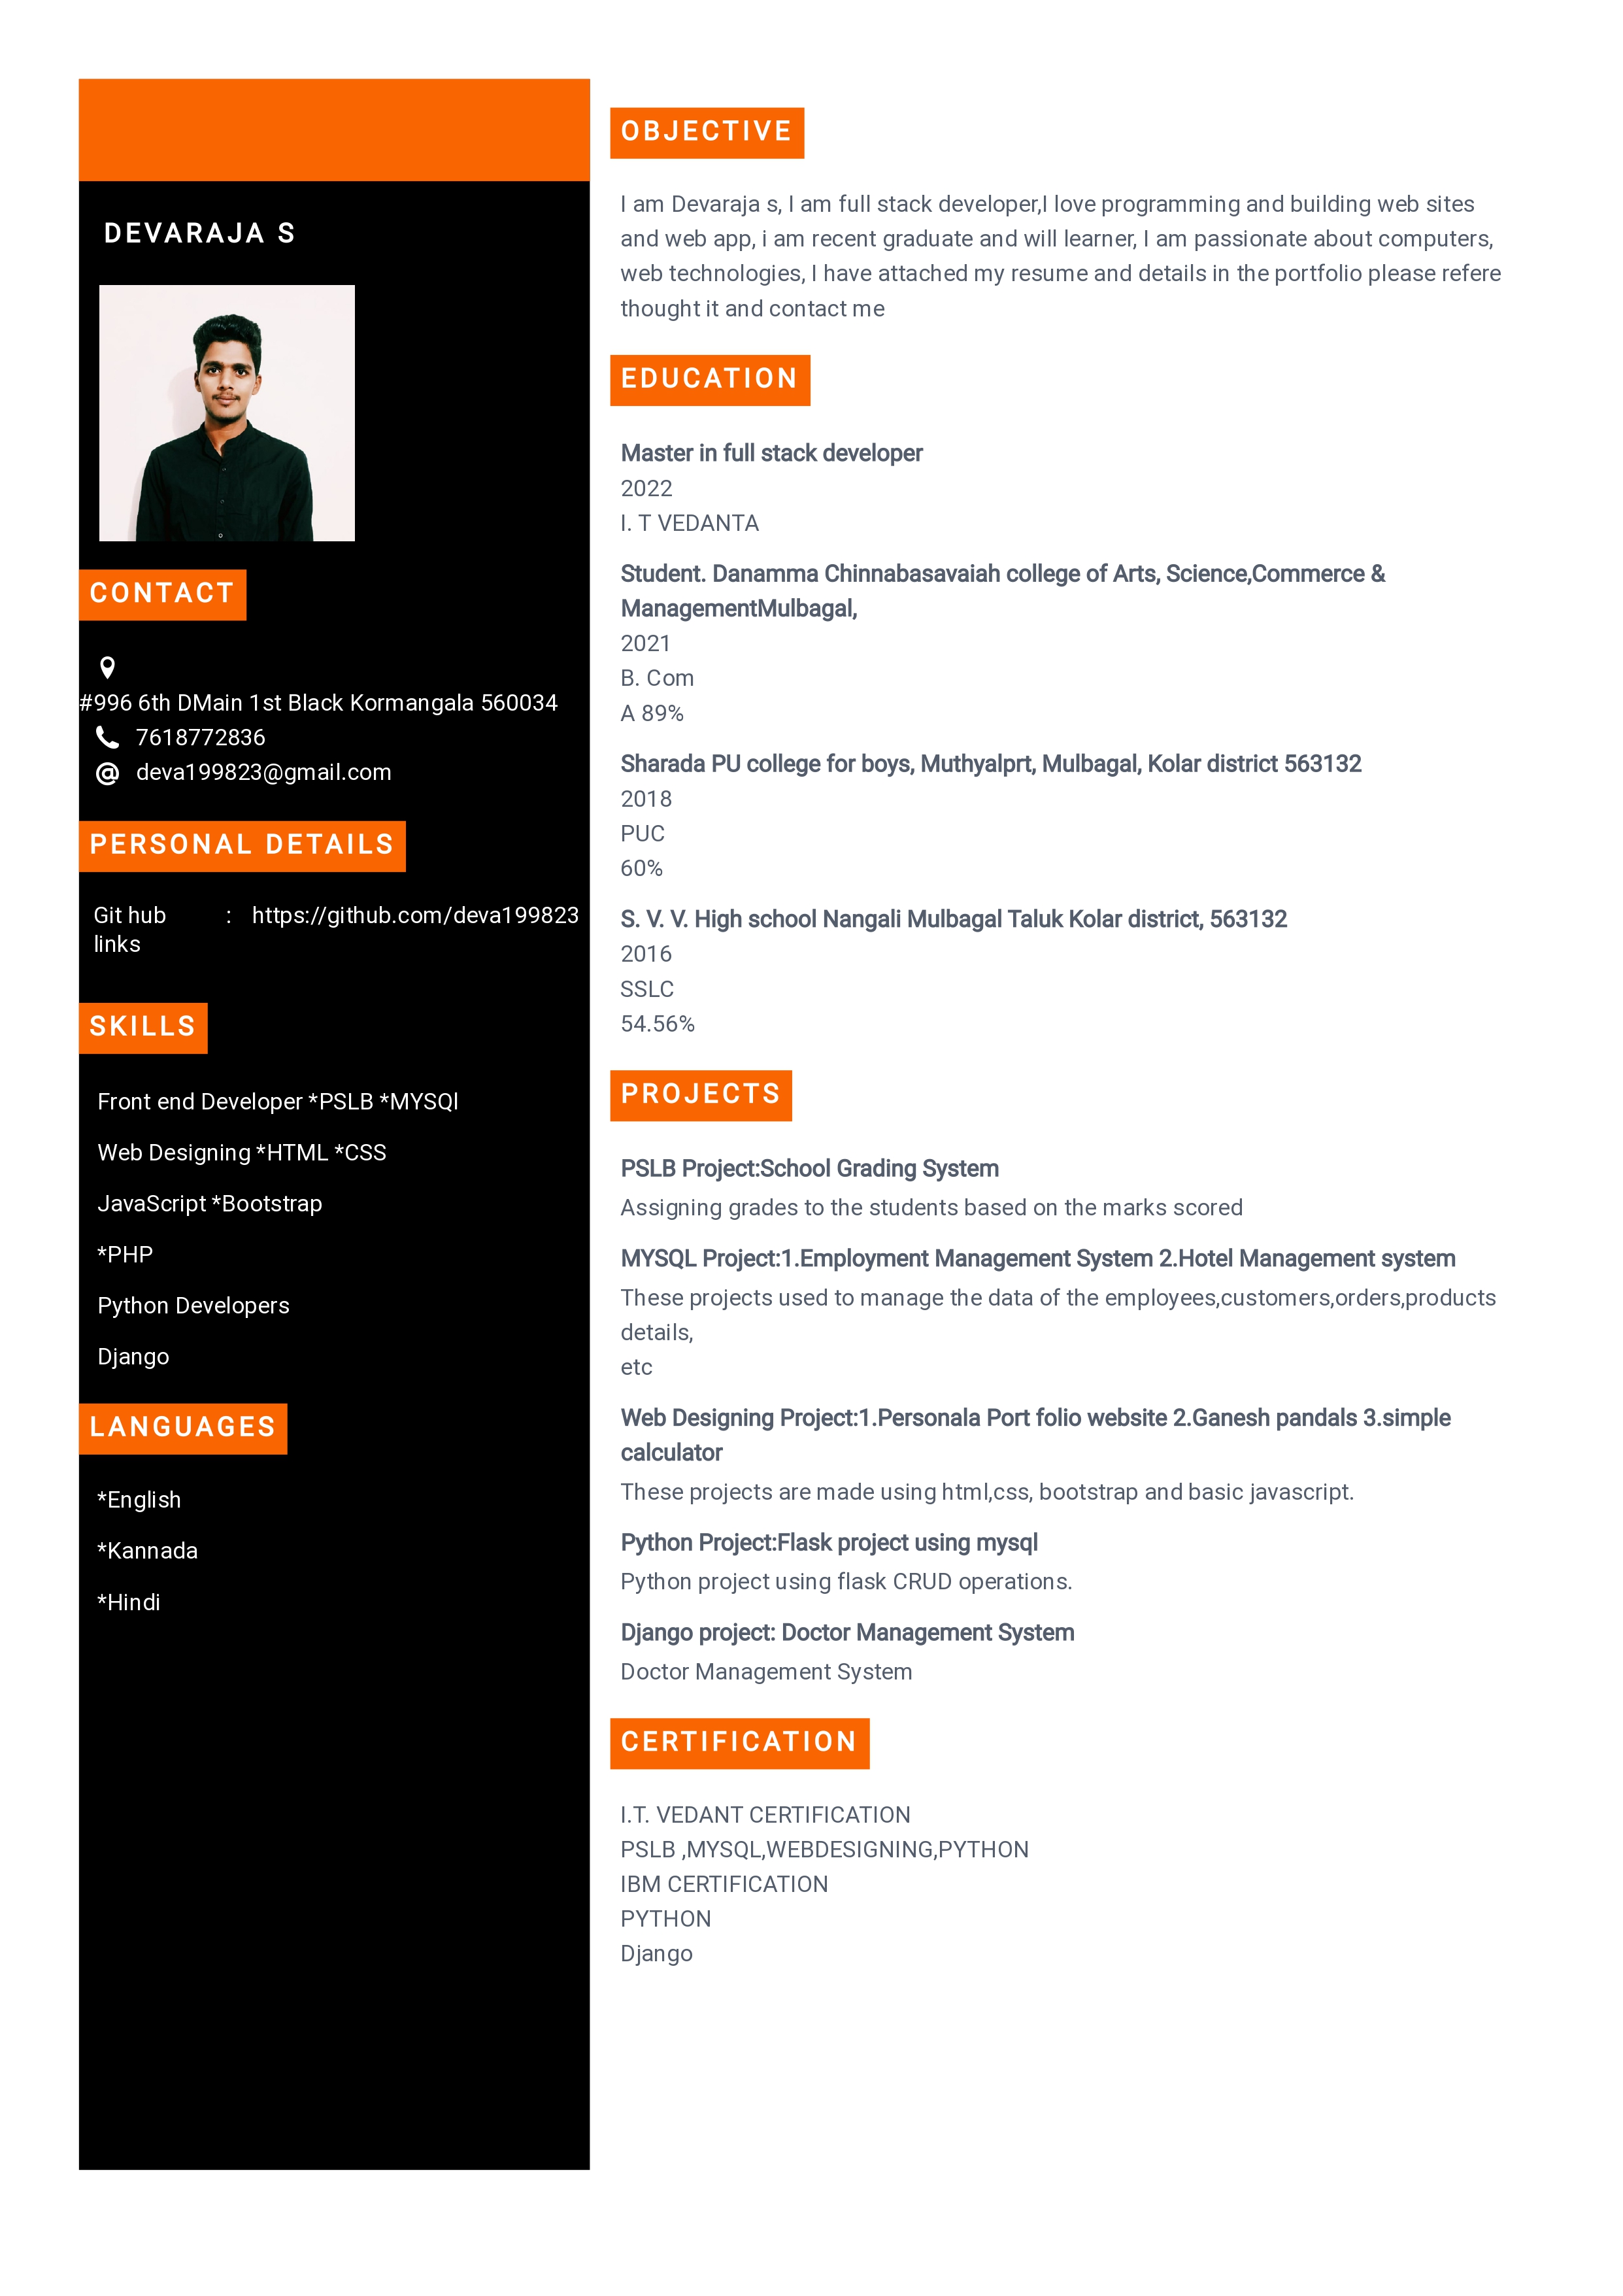 DEVARAJA S
CONTACT
#996 6th DMain 1st Black Kormangala 560034
7618772836
deva199823@gmail.com
PERSONAL DETAILS
Git hub : https://github.com/deva199823
links
SKILLS
Front end Developer *PSLB *MYSQl
Web Designing *HTML *CSS
JavaScript *Bootstrap
*PHP
Python Developers
Django
LANGUAGES
*English
*Kannada
*Hindi
OBJECTIVE
I am Devaraja s, I am full stack developer,I love programming and building web sites
and web app, i am recent graduate and will learner, I am passionate about computers,
web technologies, I have attached my resume and details in the portfolio please refere
thought it and contact me
EDUCATION
Master in full stack developer
2022
I. T VEDANTA
Student. Danamma Chinnabasavaiah college of Arts, Science,Commerce &
ManagementMulbagal,
2021
B. Com
A 89%
Sharada PU college for boys, Muthyalprt, Mulbagal, Kolar district 563132
2018
PUC
60%
S. V. V. High school Nangali Mulbagal Taluk Kolar district, 563132
2016
SSLC
54.56%
PROJECTS
PSLB Project:School Grading System
Assigning grades to the students based on the marks scored
MYSQL Project:1.Employment Management System 2.Hotel Management system
These projects used to manage the data of the employees,customers,orders,products
details,
etc
Web Designing Project:1.Personala Port folio website 2.Ganesh pandals 3.simple
calculator
These projects are made using html,css, bootstrap and basic javascript.
Python Project:Flask project using mysql
Python project using flask CRUD operations.
Django project: Doctor Management System
Doctor Management System
CERTIFICATION
I.T. VEDANT CERTIFICATION
PSLB ,MYSQL,WEBDESIGNING,PYTHON
IBM CERTIFICATION
PYTHON
Django